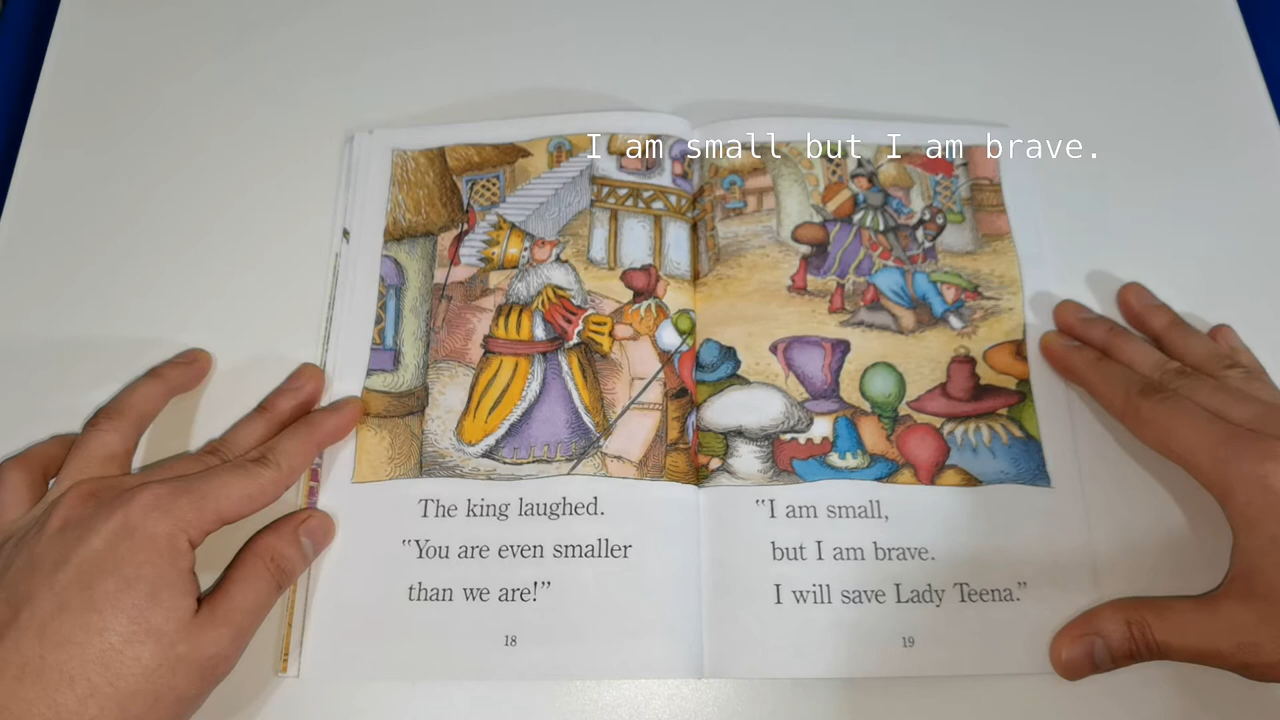 I am small but I am brave.
The king laughed.
“You are even smaller
than we are!”
18
“I am small,
but I am brave.
I will save Lady Teena.”
19